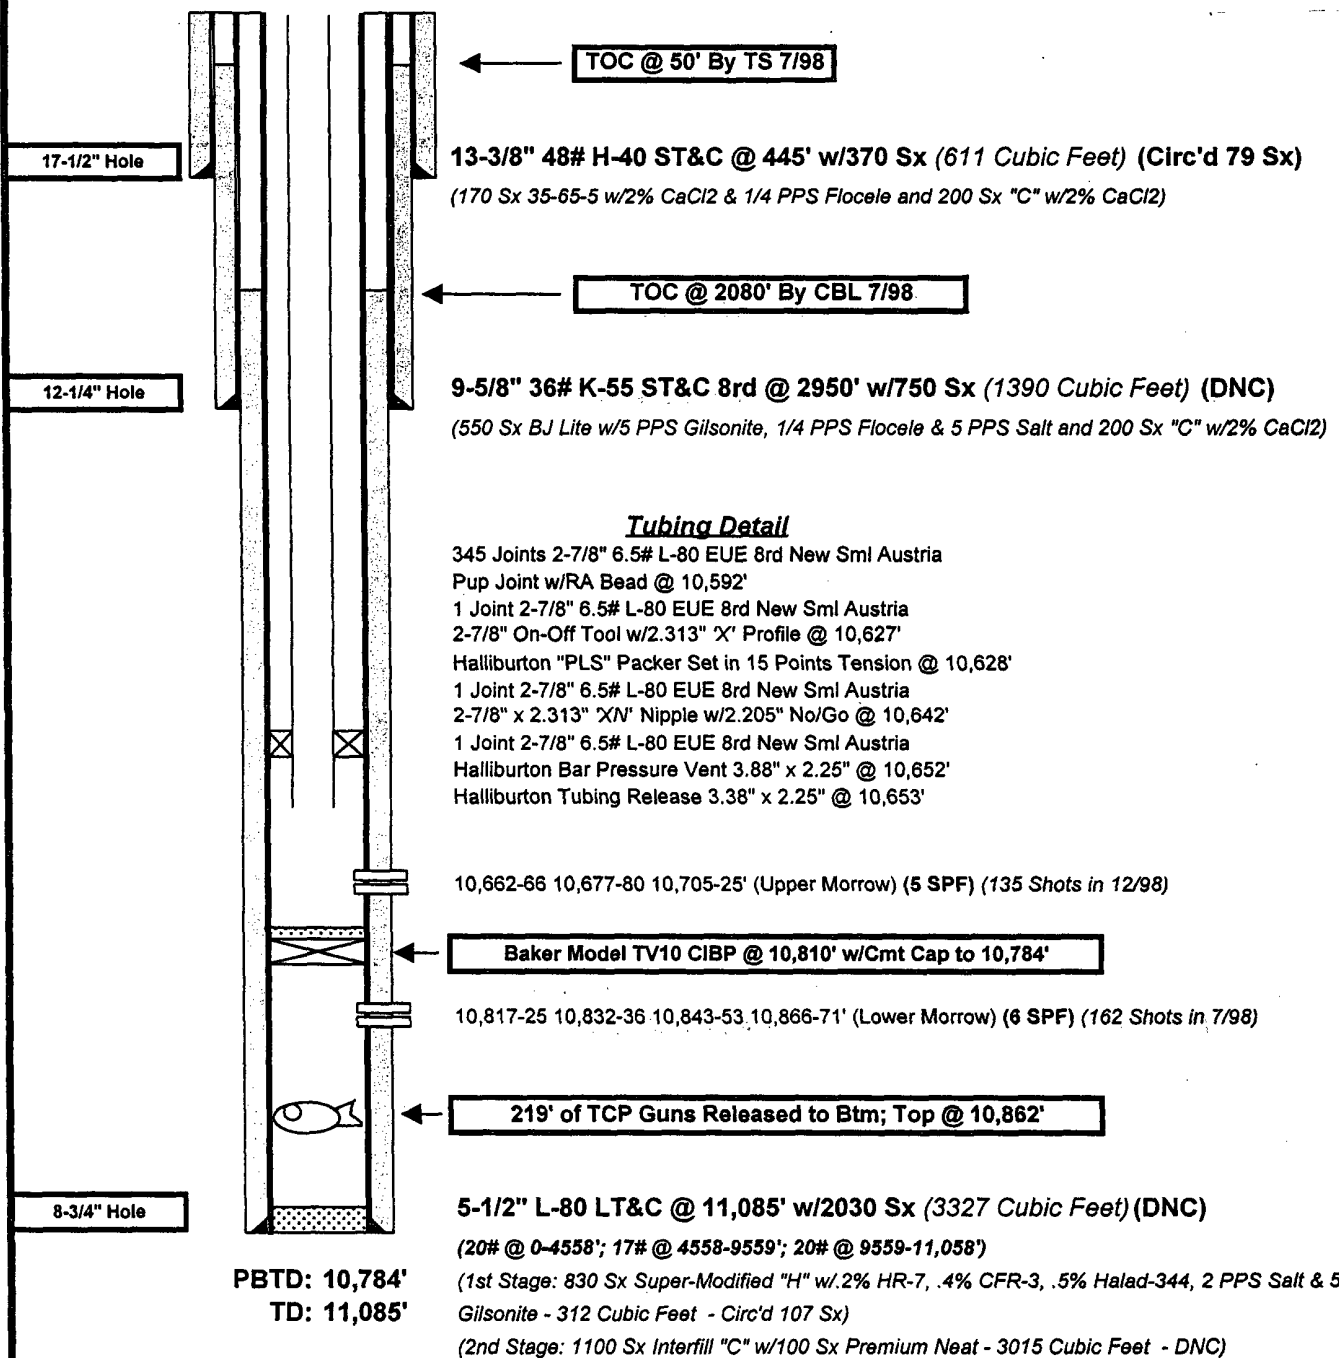 TOC @ 50' By TS 7/98
17-1/2" Hole
13-3/8" 48# H-40 ST&C @ 445' w/370 Sx (611 Cubic Feet) (Circ'd 79 Sx)
(170 Sx 35-65-5 w/2% CaCl2 & 1/4 PPS Flocele and 200 Sx "C" w/2% CaCl2)
TOC @ 2080' By CBL 7/98
12-1/4" Hole
9-5/8" 36# K-55 ST&C 8rd @ 2950' w/750 Sx (1390 Cubic Feet) (DNC)
(550 Sx BJ Lite w/5 PPS Gilsonite, 1/4 PPS Flocele & 5 PPS Salt and 200 Sx "C" w/2% CaCl2)
Tubing Detail
345 Joints 2-7/8" 6.5# L-80 EUE 8rd New Sml Austria
Pup Joint w/RA Bead @ 10,592'
1 Joint 2-7/8" 6.5# L-80 EUE 8rd New Sml Austria
2-7/8" On-Off Tool w/2.313" 'X' Profile @ 10,627'
Halliburton "PLS" Packer Set in 15 Points Tension @ 10,628'
1 Joint 2-7/8" 6.5# L-80 EUE 8rd New Sml Austria
2-7/8" x 2.313" 'XN' Nipple w/2.205" No/Go @ 10,642'
1 Joint 2-7/8" 6.5# L-80 EUE 8rd New Sml Austria
Halliburton Bar Pressure Vent 3.88" x 2.25" @ 10,652'
Halliburton Tubing Release 3.38" x 2.25" @ 10,653'
10,662-66 10,677-80 10,705-25' (Upper Morrow) (5 SPF) (135 Shots in 12/98)
Baker Model TV10 CIBP @ 10,810' w/Cmt Cap to 10,784'
10,817-25 10,832-36 10,843-53 10,866-71' (Lower Morrow) (6 SPF) (162 Shots in 7/98)
219' of TCP Guns Released to Btm; Top @ 10,862'
8-3/4" Hole
5-1/2" L-80 LT&C @ 11,085' w/2030 Sx (3327 Cubic Feet) (DNC)
(20# @ 0-4558'; 17# @ 4558-9559'; 20# @ 9559-11,058')
PBTD: 10,784'
TD: 11,085'
(1st Stage: 830 Sx Super-Modified "H" w/.2% HR-7, .4% CFR-3, .5% Halad-344, 2 PPS Salt & 5
Gilsonite - 312 Cubic Feet - Circ'd 107 Sx)
(2nd Stage: 1100 Sx Interfill "C" w/100 Sx Premium Neat - 3015 Cubic Feet - DNC)